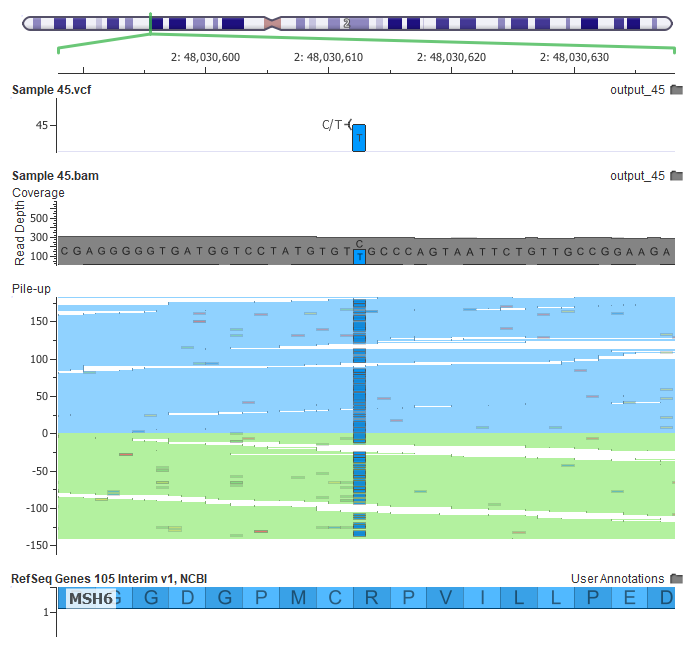 2
2: 48,030,600 2: 48,030,610 2: 48,030,620 2: 48,030,630
Sample 45.vcf output_45
45 C/T
T
Sample 45.bam output_45
Coverage
Read Depth
500
300
100
C
C G A G G G G G T G A T G G T C C T A T G T G T G C C C A G T A A T T C T G T T G C C G G A A G A
T
Pile-up
150
100
50
0
-50
-100
-150
RefSeq Genes 105 Interim v1, NCBI User Annotations
MSH6 G G D G P M C R P V I L L P E D
1